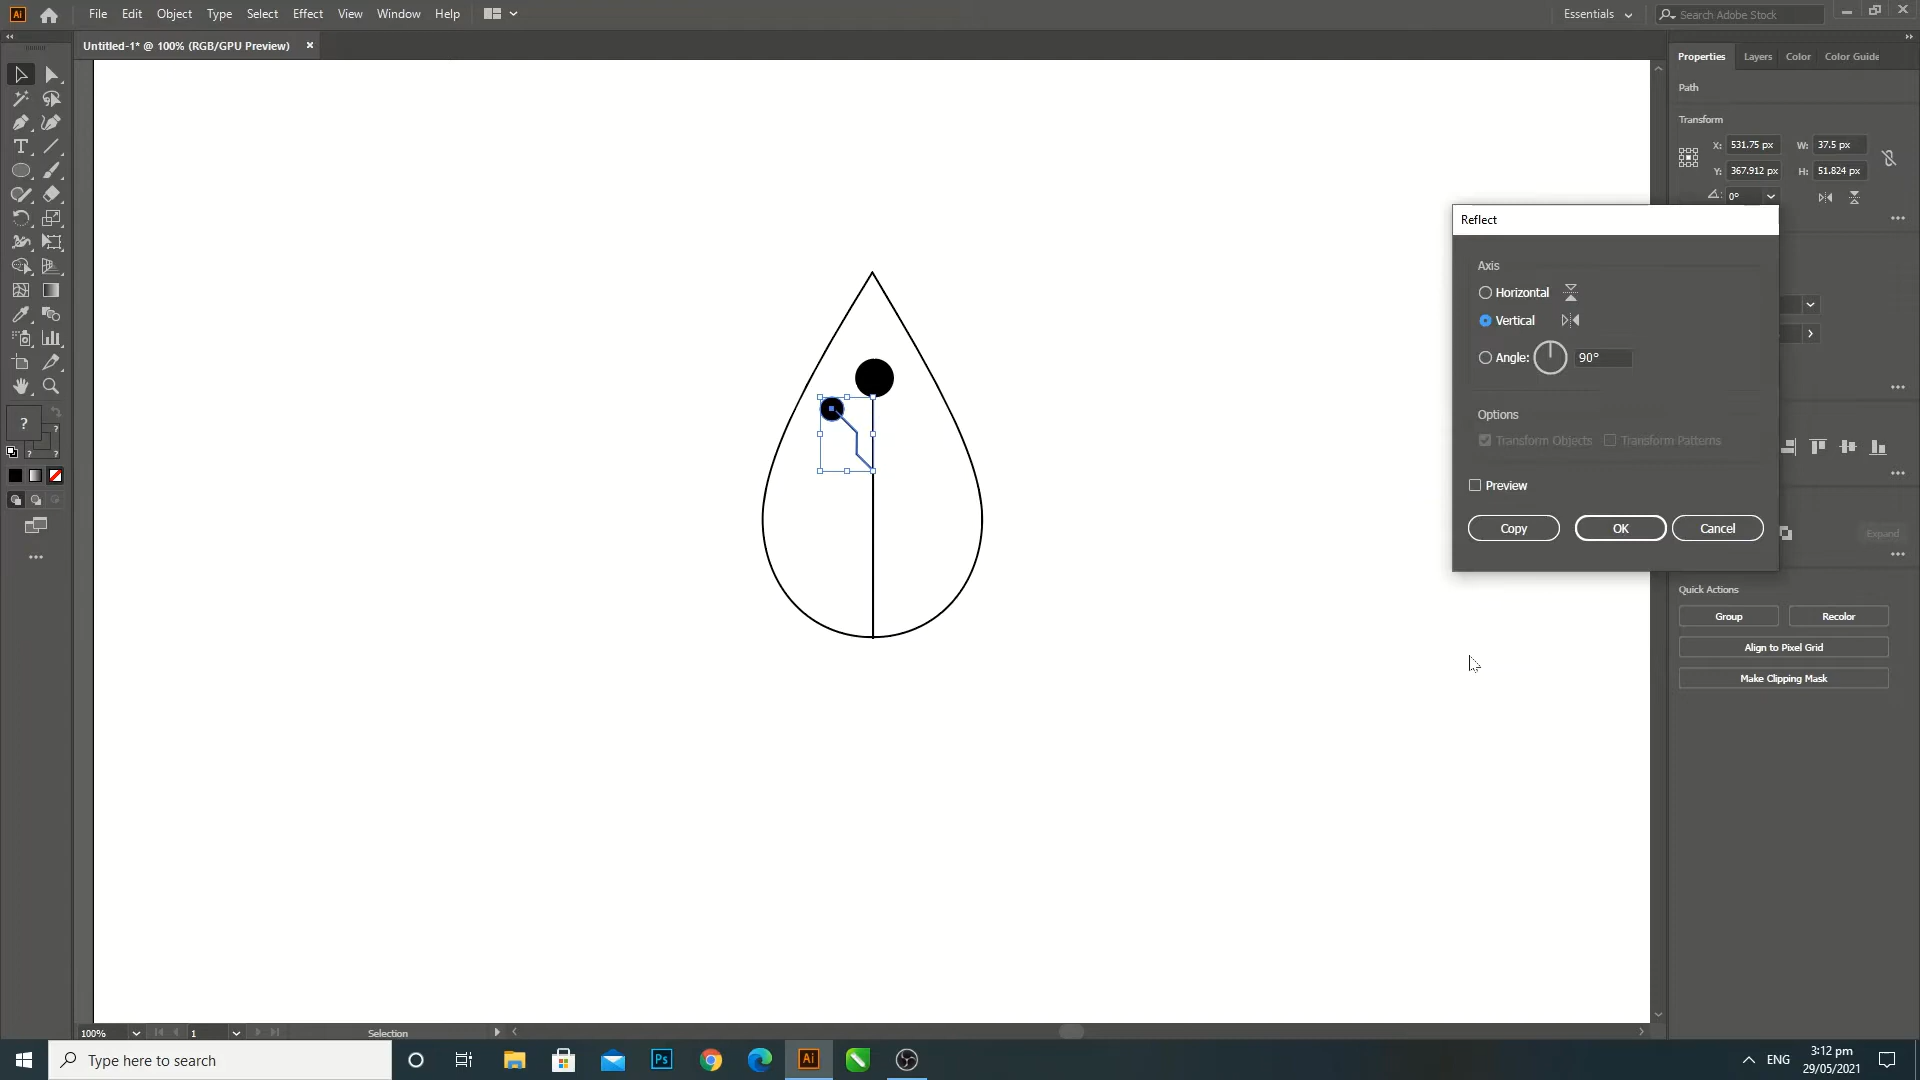 Ai File Edit Object Type Select Effect View Window Help Essentials Search Adobe Stock
Untitled-1* @ 100% (RGB/GPU Preview) ×
Properties Layers Color Color Guide
Path
Transform
X: 531.75 px W: 37.5 px
Y: 367.912 px H: 51.824 px
0°
Reflect
Axis
Horizontal
Vertical
Angle: 90°
Options
Transform Objects Transform Patterns
Preview
Copy OK Cancel
Expand
Quick Actions
Group Recolor
Align to Pixel Grid
Make Clipping Mask
T
?
?
? ?
100% 1 Selection
Type here to search
Ps
Ai
ENG
3:12 pm
29/05/2021